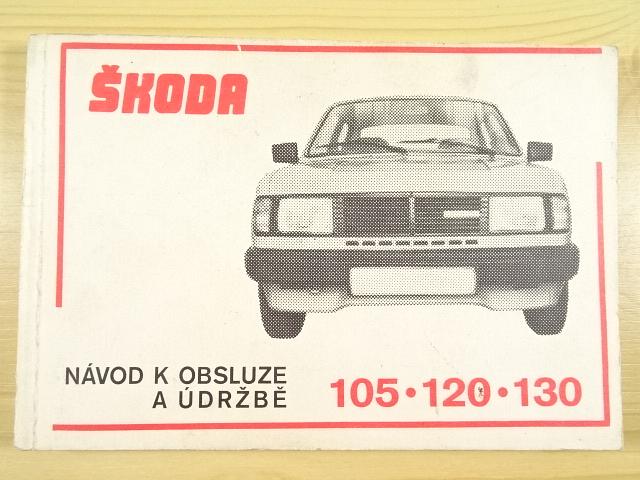 ŠKODA
NÁVOD K OBSLUZE
A ÚDRŽBĚ
105 • 120 • 130